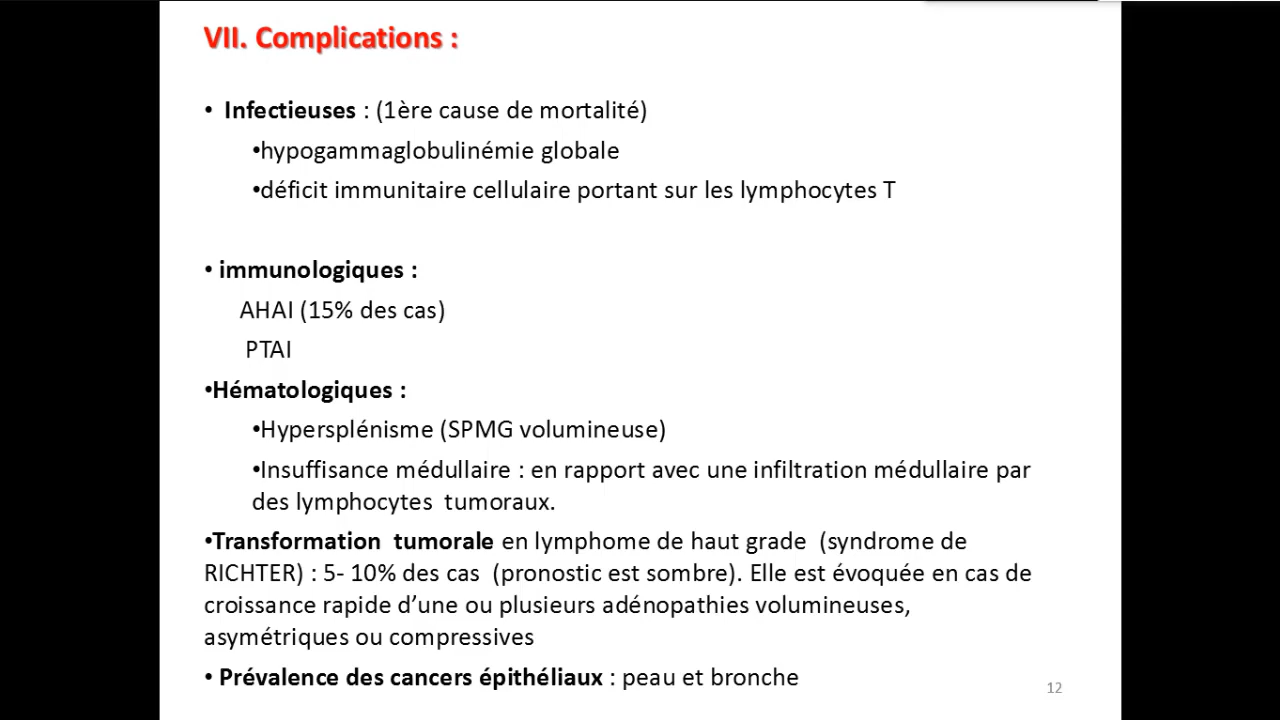 VII. Complications :
• Infectieuses : (1ère cause de mortalité)
•hypogammaglobulinémie globale
•déficit immunitaire cellulaire portant sur les lymphocytes T
• immunologiques :
AHAI (15% des cas)
PTAI
•Hématologiques :
•Hypersplénisme (SPMG volumineuse)
•Insuffisance médullaire : en rapport avec une infiltration médullaire par
des lymphocytes  tumoraux.
•Transformation  tumorale en lymphome de haut grade  (syndrome de
RICHTER) : 5- 10% des cas  (pronostic est sombre). Elle est évoquée en cas de
croissance rapide d’une ou plusieurs adénopathies volumineuses,
asymétriques ou compressives
• Prévalence des cancers épithéliaux : peau et bronche
12